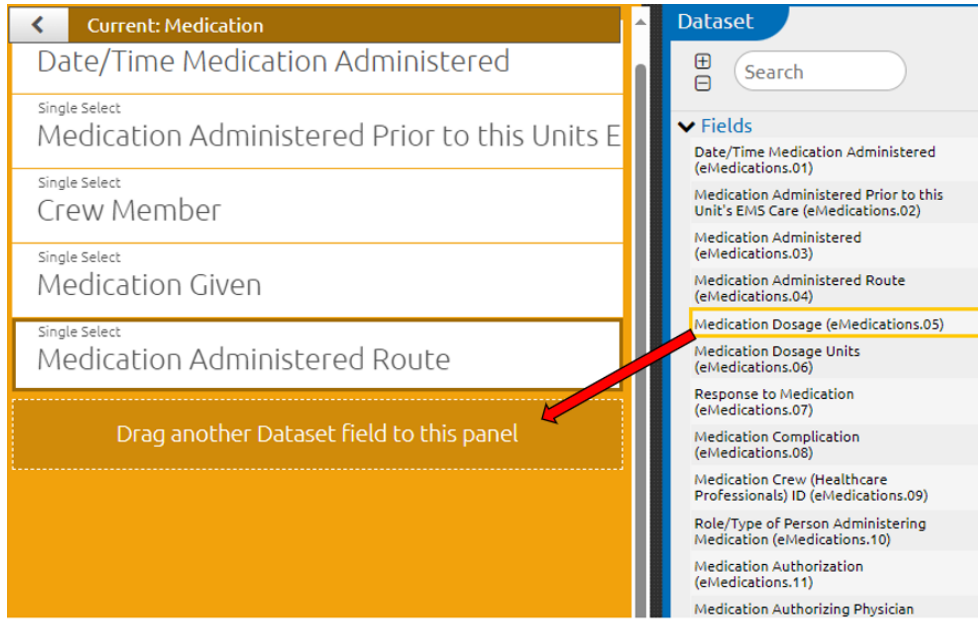 Current: Medication
Date/Time Medication Administered
Single Select
Medication Administered Prior to this Units E
Single Select
Crew Member
Single Select
Medication Given
Single Select
Medication Administered Route
Drag another Dataset field to this panel
Dataset
Search
Fields
Date/Time Medication Administered
(eMedications.01)
Medication Administered Prior to this
Unit's EMS Care (eMedications.02)
Medication Administered
(eMedications.03)
Medication Administered Route
(eMedications.04)
Medication Dosage (eMedications.05)
Medication Dosage Units
(eMedications.06)
Response to Medication
(eMedications.07)
Medication Complication
(eMedications.08)
Medication Crew (Healthcare
Professionals) ID (eMedications.09)
Role/Type of Person Administering
Medication (eMedications.10)
Medication Authorization
(eMedications.11)
Medication Authorizing Physician